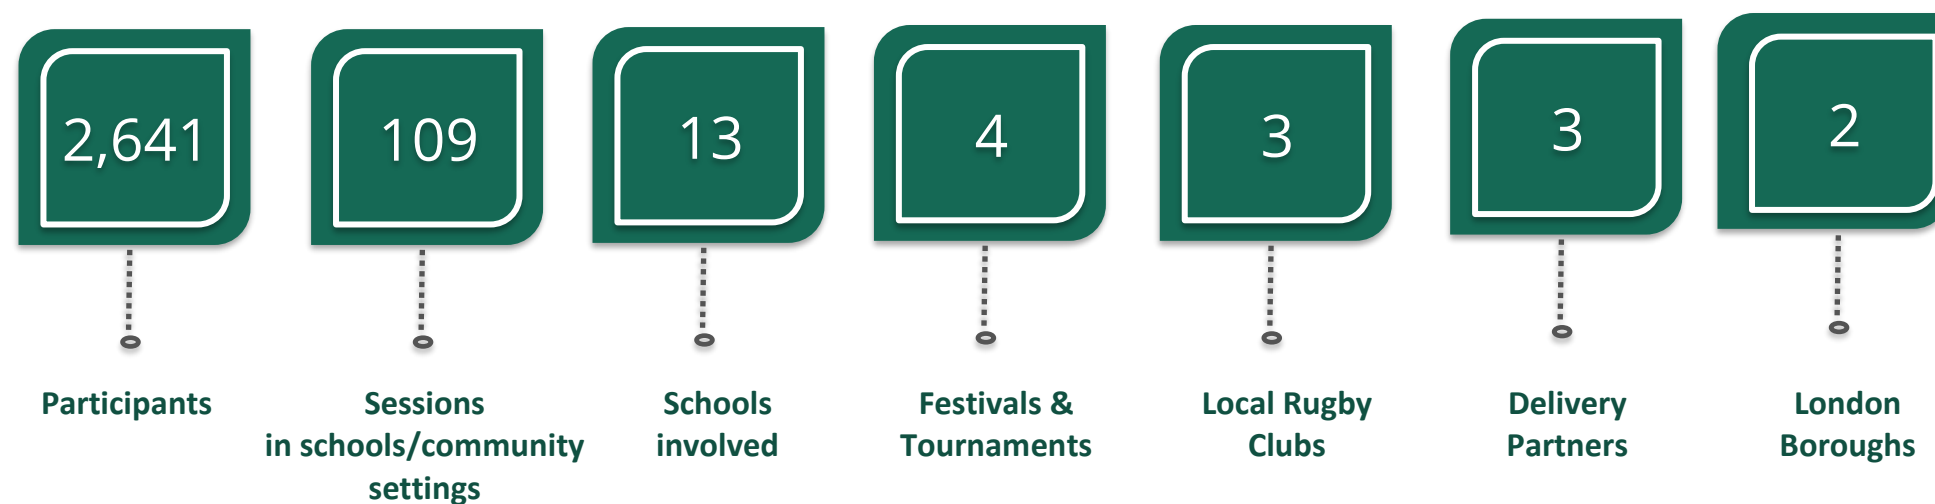 2,641
109
13
4
3
3
2
Participants
Sessions
in schools/community
settings
Schools
involved
Festivals &
Tournaments
Local Rugby
Clubs
Delivery
Partners
London
Boroughs